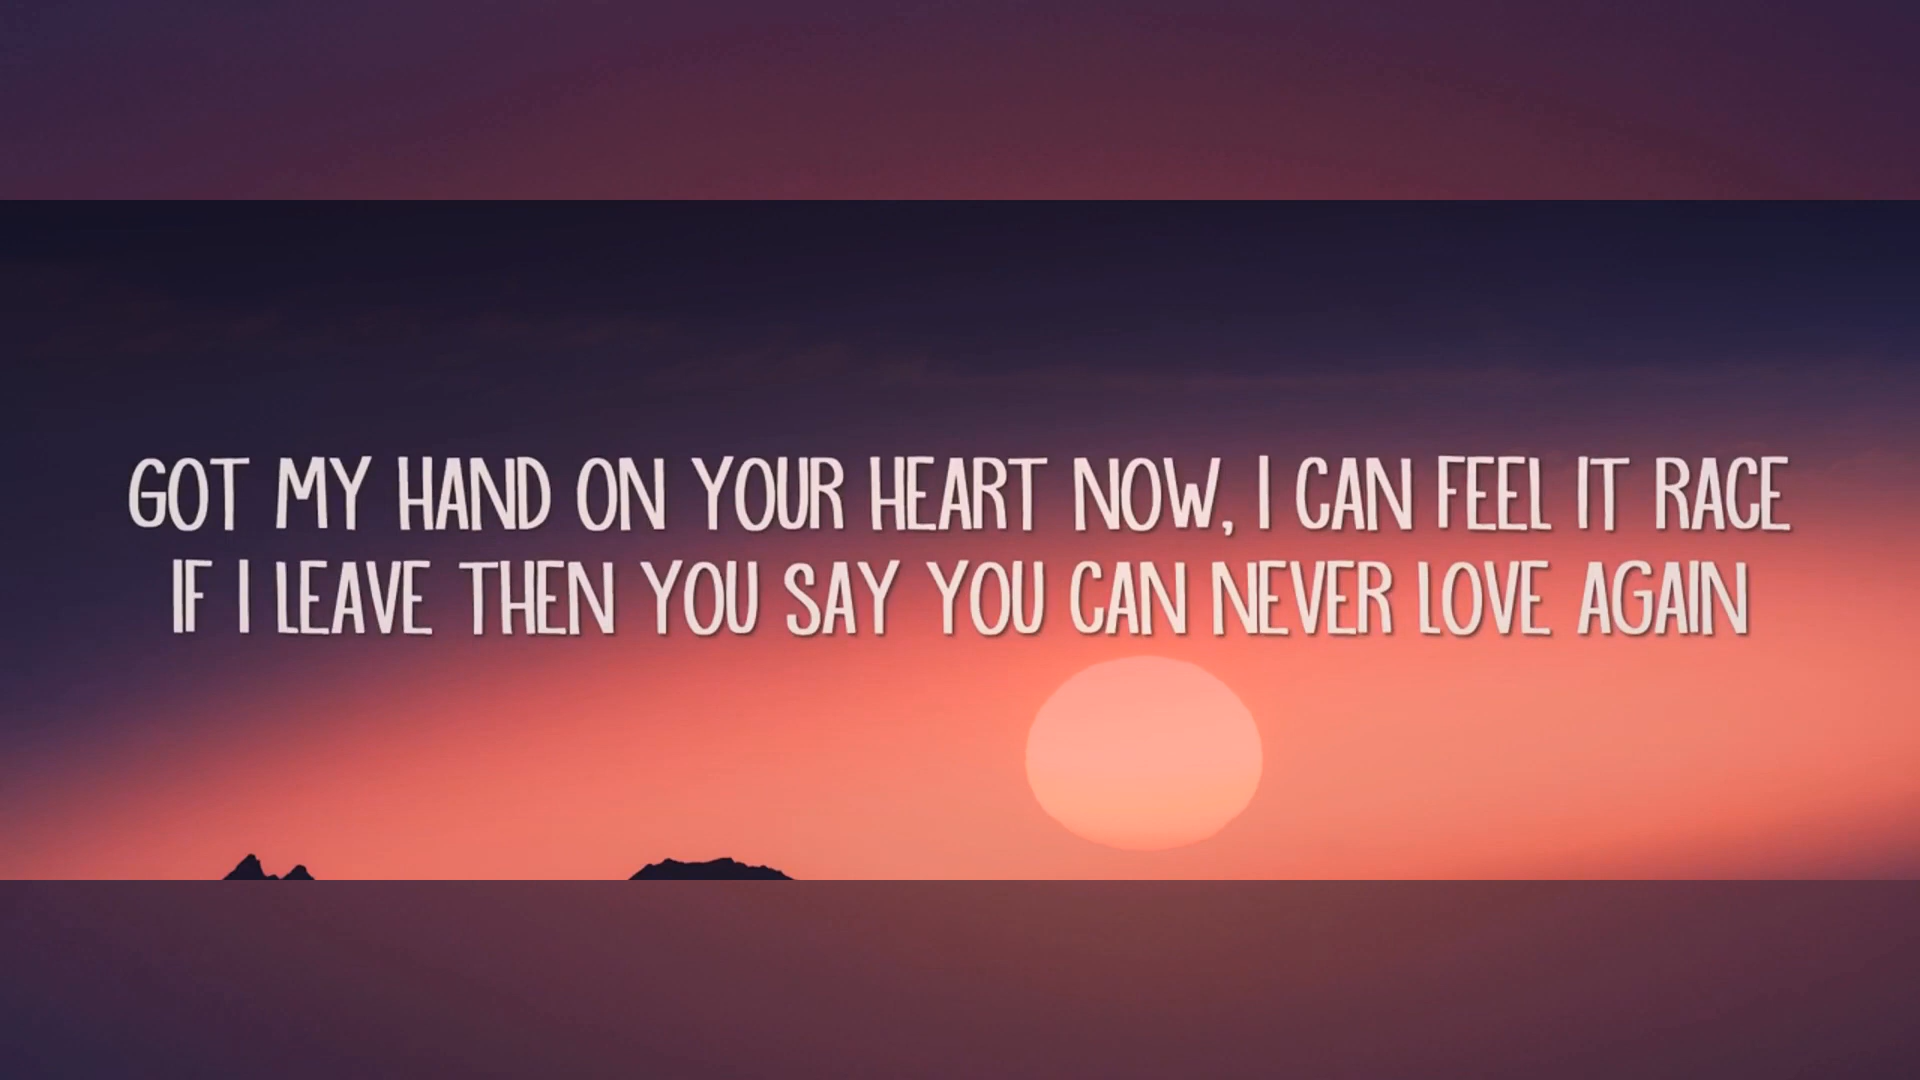 GOT MY HAND ON YOUR HEART NOW, I CAN FEEL IT RACE
IF I LEAVE THEN YOU SAY YOU CAN NEVER LOVE AGAIN